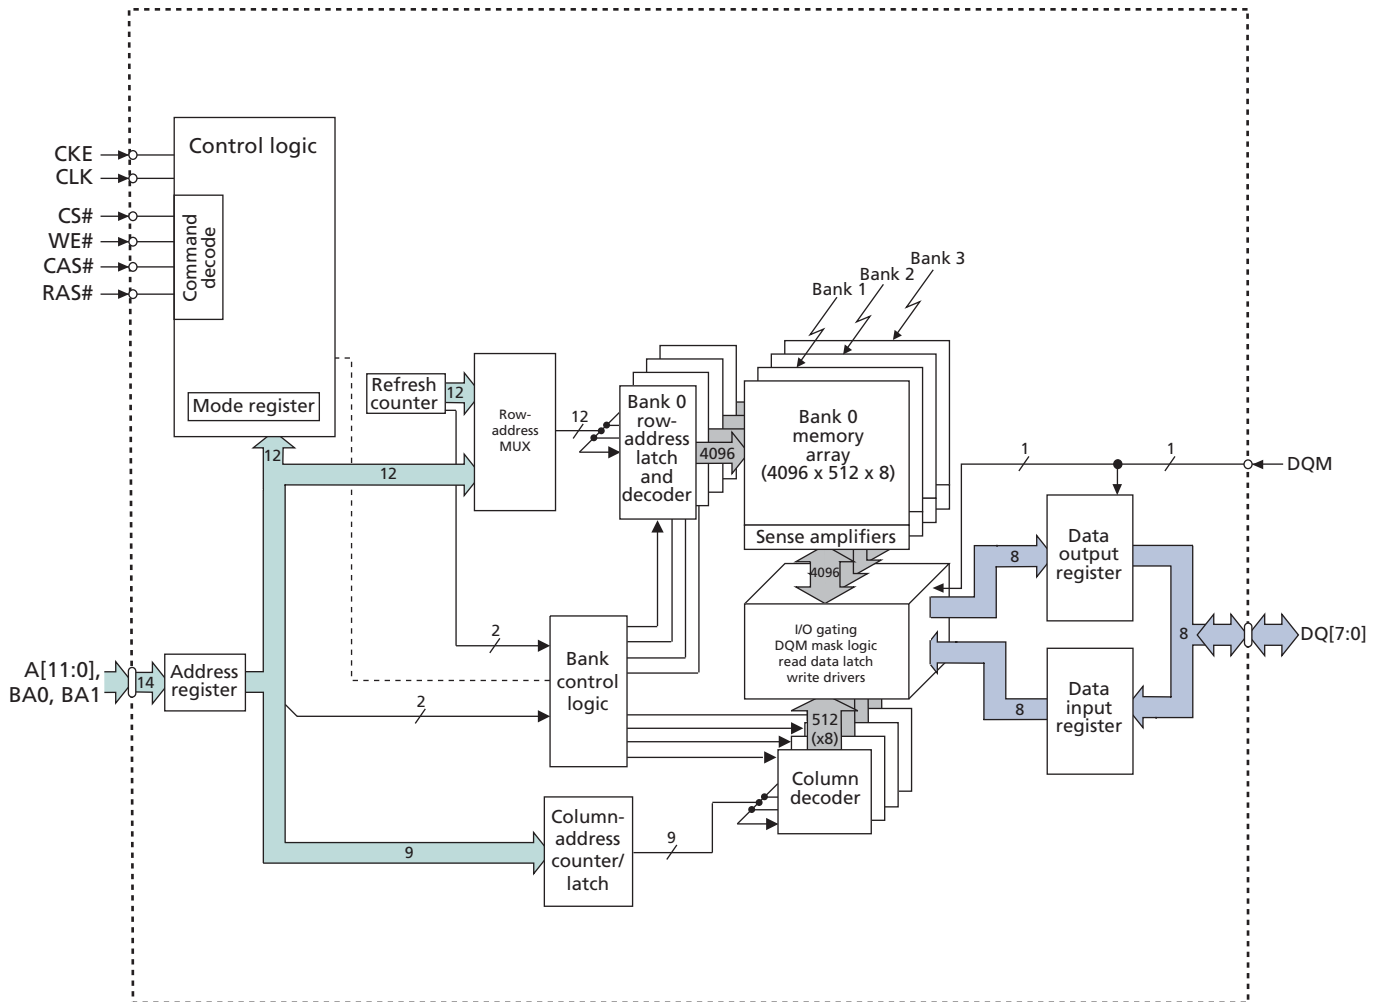 Control logic
CKE
CLK
CS#
WE#
CAS#
RAS#
Command
decode
Mode register
12
12
Refresh
counter
12
Row-
address
MUX
12
Bank 0
row-
address
latch
and
decoder
4096
Bank 1
Bank 2
Bank 3
Bank 0
memory
array
(4096 x 512 x 8)
Sense amplifiers
4096
I/O gating
DQM mask logic
read data latch
write drivers
1
1
DQM
Data
output
register
8
8
DQ[7:0]
Data
input
register
8
A[11:0],
BA0, BA1
14
Address
register
2
2
Bank
control
logic
512
(x8)
Column
decoder
9
Column-
address
counter/
latch
9